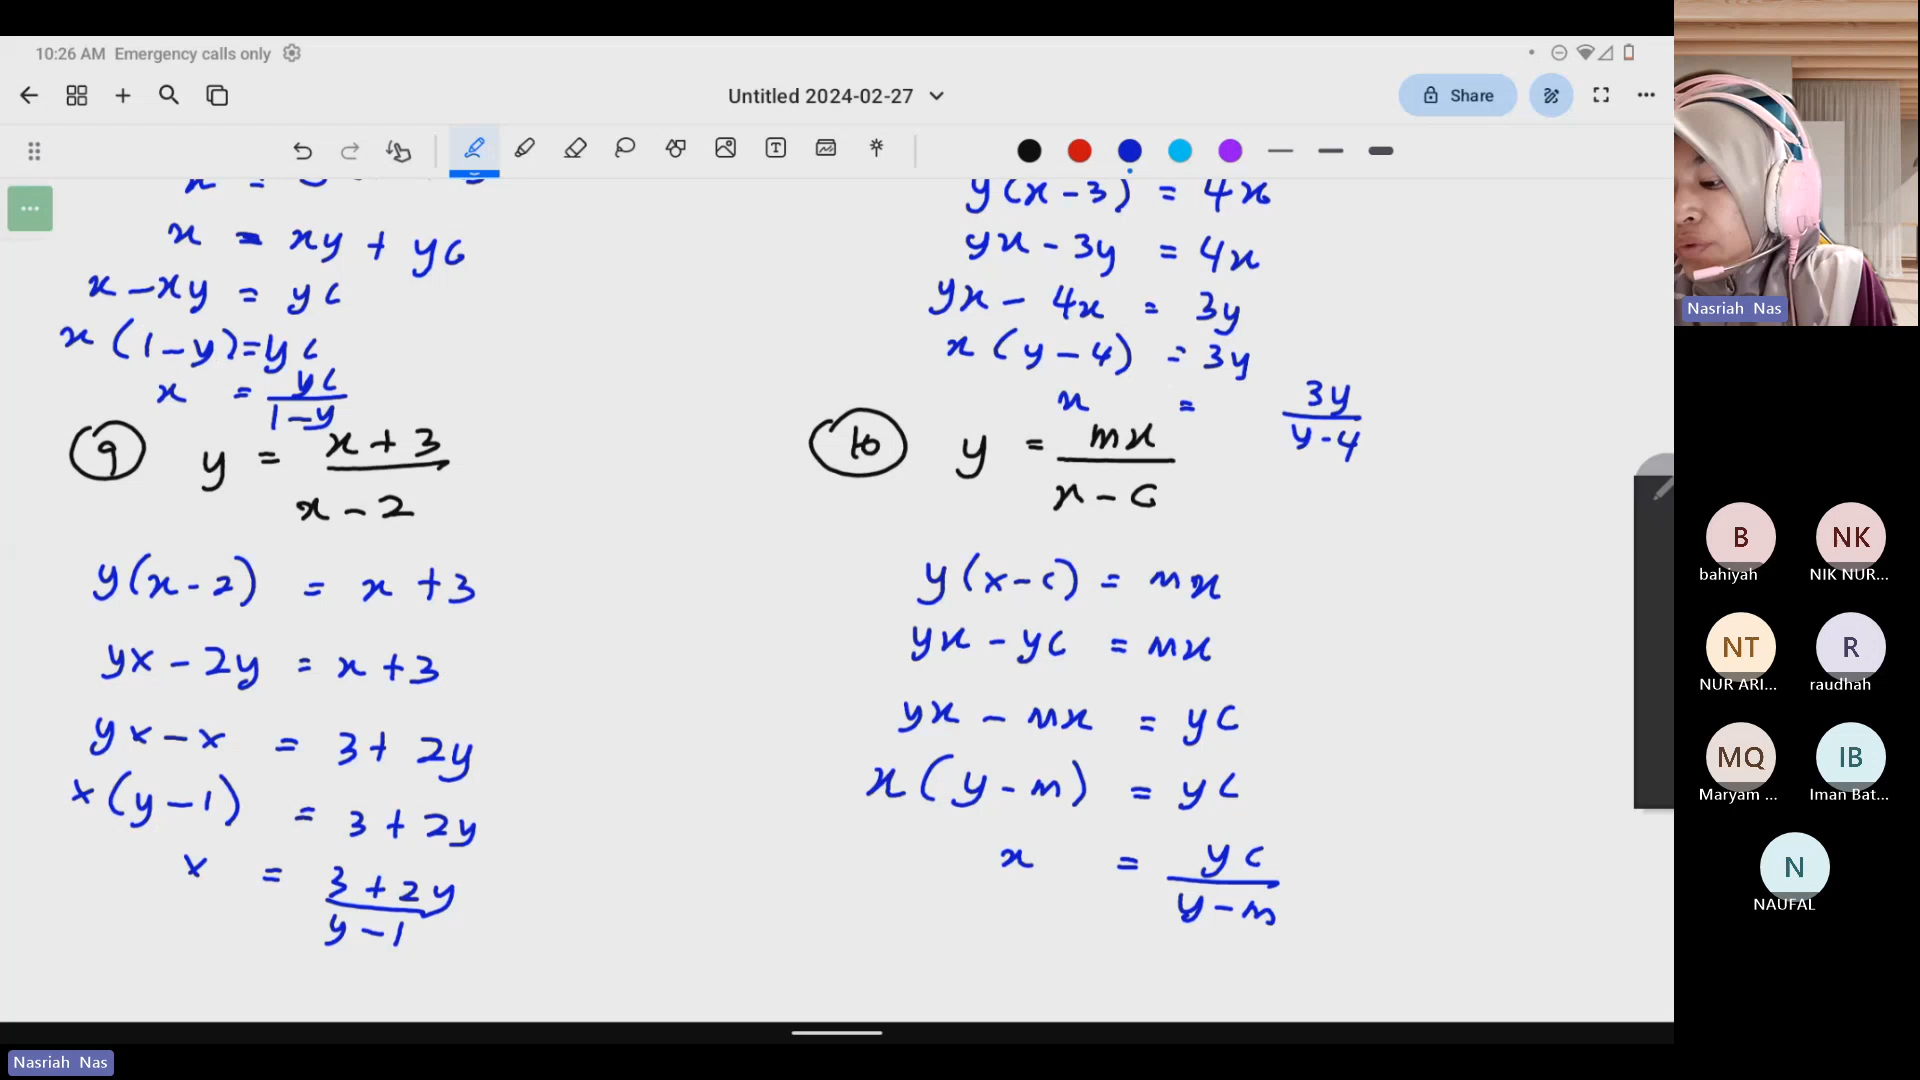 10:26 AM Emergency calls only
Untitled 2024-02-27
Share
x = xy + yc
x - xy = yc
x (1 - y) = yc
x = yc / 1 - y
9 y = x + 3 / x - 2
y(x - 2) = x + 3
yx - 2y = x + 3
yx - x = 3 + 2y
x (y - 1) = 3 + 2y
x = 3 + 2y / y - 1
y(x - 3) = 4x
yx - 3y = 4x
yx - 4x = 3y
x (y - 4) = 3y
x = 3y / y - 4
10 y = mx / x - c
y (x - c) = mx
yx - yc = mx
yx - mx = yc
x (y - m) = yc
x = yc / y - m
Nasriah Nas
B
bahiyah
NK
NIK NUR...
NT
NUR ARI...
R
raudhah
MQ
Maryam ...
IB
Iman Bat...
N
NAUFAL
Nasriah Nas